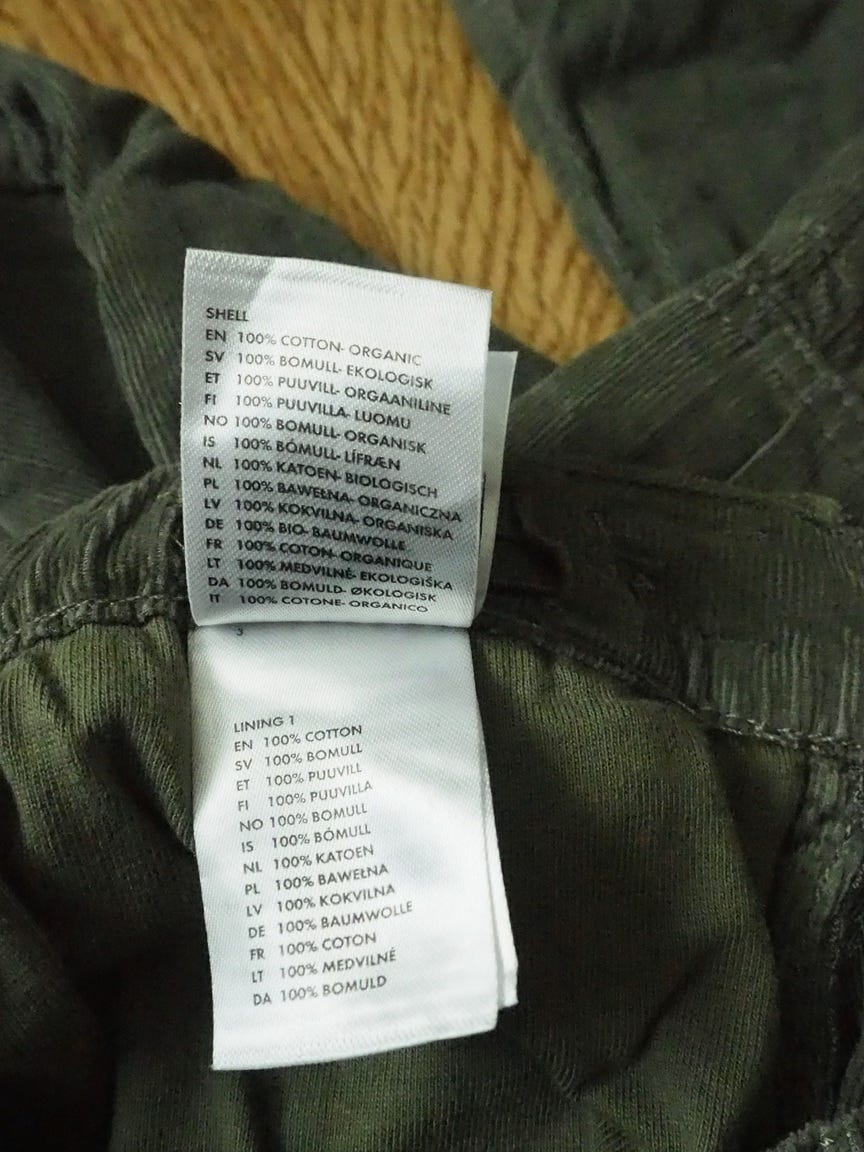 SHELL
EN 100% COTTON- ORGANIC
SV 100% BOMULL- EKOLOGISK
ET 100% PUUVILL- ORGAANILINE
FI 100% PUUVILLA- LUOMU
NO 100% BOMULL- ORGANISK
IS 100% BÓMULL- LÍFRÆN
NL 100% KATOEN- BIOLOGISCH
PL 100% BAWEŁNA- ORGANICZNA
LV 100% KOKVILNA- ORGANISKA
DE 100% BIO- BAUMWOLLE
FR 100% COTON- ORGANIQUE
LT 100% MEDVILNĖ- EKOLOGIŠKA
DA 100% BOMULD- ØKOLOGISK
IT 100% COTONE- ORGANICO
3
LINING 1
EN 100% COTTON
SV 100% BOMULL
ET 100% PUUVILL
FI 100% PUUVILLA
NO 100% BOMULL
IS 100% BÓMULL
NL 100% KATOEN
PL 100% BAWEŁNA
LV 100% KOKVILNA
DE 100% BAUMWOLLE
FR 100% COTON
LT 100% MEDVILNĖ
DA 100% BOMULD